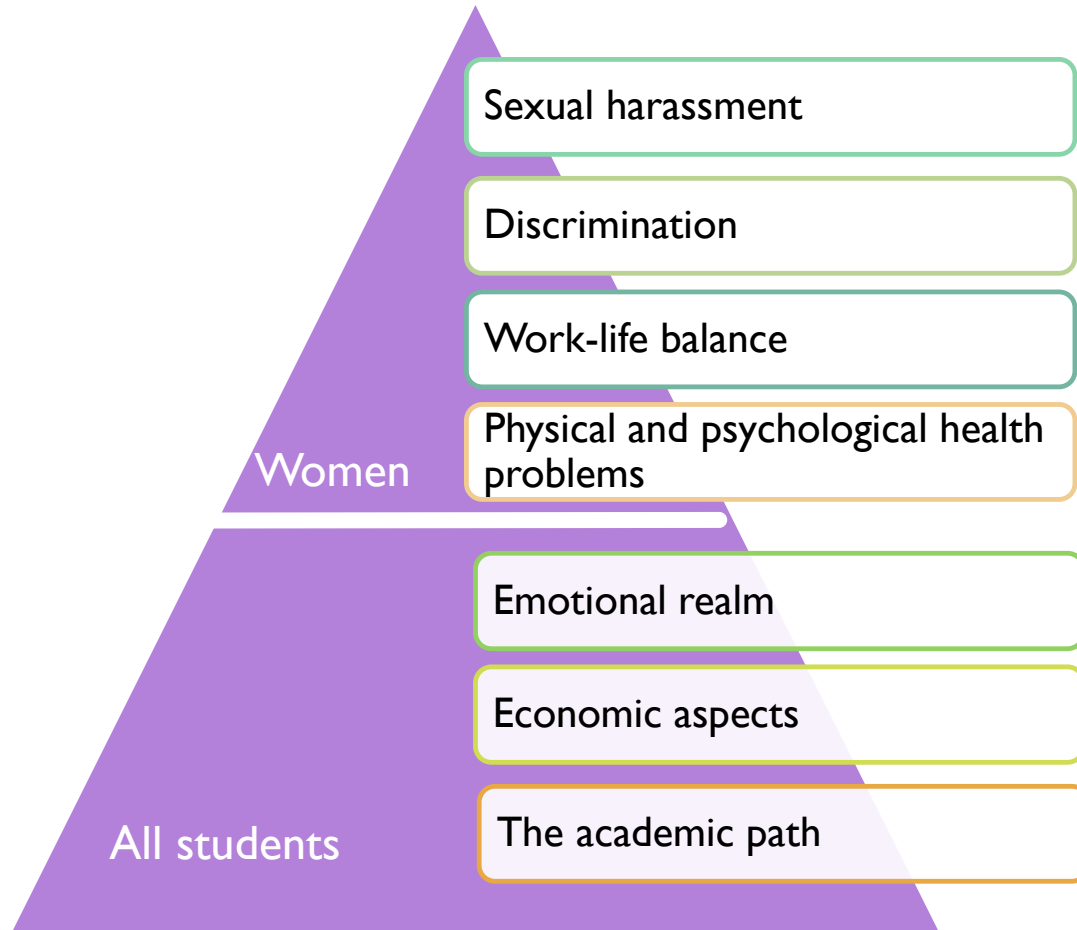 Sexual harassment
Discrimination
Work-life balance
Physical and psychological health
problems
Women
Emotional realm
Economic aspects
The academic path
All students